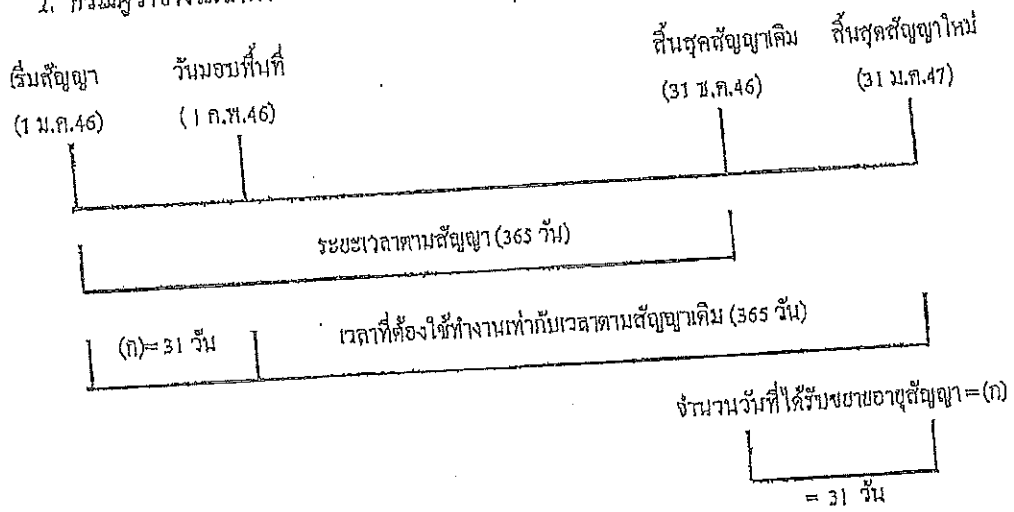 เริ่มสัญญา วันมอบพื้นที่ สิ้นสุดสัญญาเดิม สิ้นสุดสัญญาใหม่
(1 ม.ค.46) (1 ก.พ.46) (31 ธ.ค.46) (31 ม.ค.47)
ระยะเวลาตามสัญญา (365 วัน)
(ก)= 31 วัน เวลาที่ต้องใช้ทำงานเท่ากับเวลาตามสัญญาเดิม (365 วัน)
จำนวนวันที่ได้รับขยายอายุสัญญา =(ก)
= 31 วัน